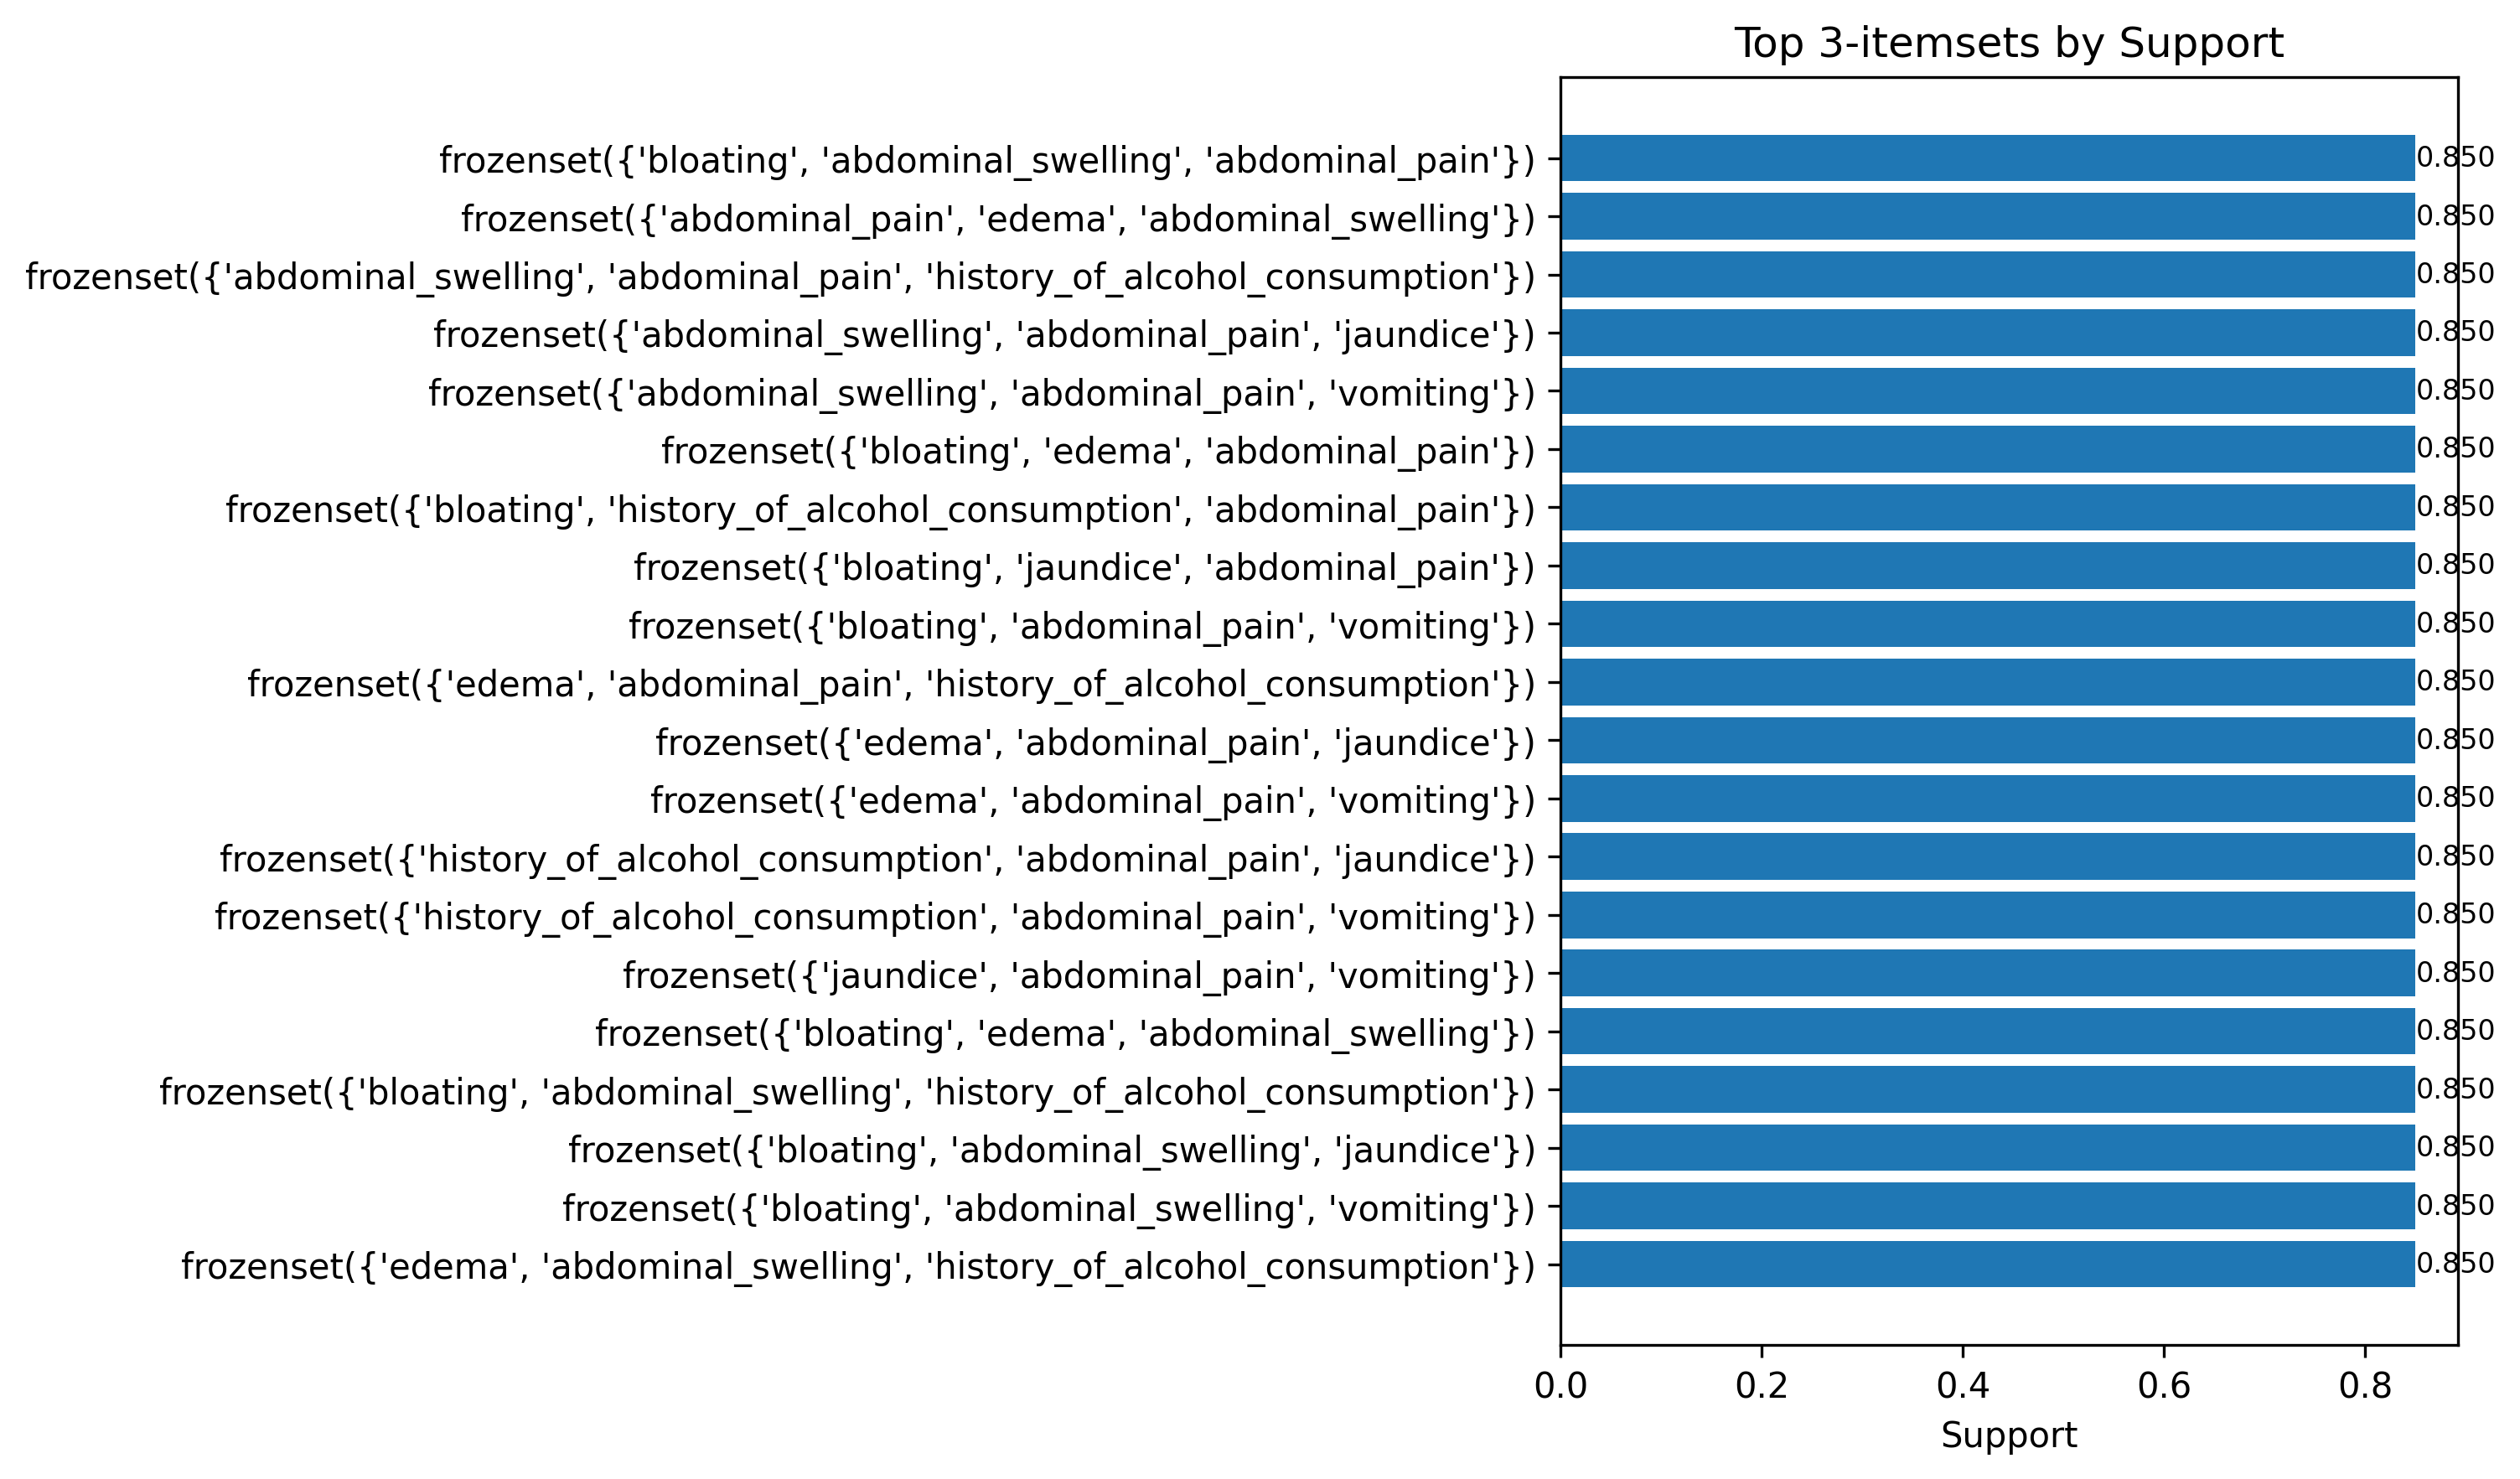 Top 3-itemsets by Support
frozenset({'bloating', 'abdominal_swelling', 'abdominal_pain'}) 0.850
frozenset({'abdominal_pain', 'edema', 'abdominal_swelling'}) 0.850
frozenset({'abdominal_swelling', 'abdominal_pain', 'history_of_alcohol_consumption'}) 0.850
frozenset({'abdominal_swelling', 'abdominal_pain', 'jaundice'}) 0.850
frozenset({'abdominal_swelling', 'abdominal_pain', 'vomiting'}) 0.850
frozenset({'bloating', 'edema', 'abdominal_pain'}) 0.850
frozenset({'bloating', 'history_of_alcohol_consumption', 'abdominal_pain'}) 0.850
frozenset({'bloating', 'jaundice', 'abdominal_pain'}) 0.850
frozenset({'bloating', 'abdominal_pain', 'vomiting'}) 0.850
frozenset({'edema', 'abdominal_pain', 'history_of_alcohol_consumption'}) 0.850
frozenset({'edema', 'abdominal_pain', 'jaundice'}) 0.850
frozenset({'edema', 'abdominal_pain', 'vomiting'}) 0.850
frozenset({'history_of_alcohol_consumption', 'abdominal_pain', 'jaundice'}) 0.850
frozenset({'history_of_alcohol_consumption', 'abdominal_pain', 'vomiting'}) 0.850
frozenset({'jaundice', 'abdominal_pain', 'vomiting'}) 0.850
frozenset({'bloating', 'edema', 'abdominal_swelling'}) 0.850
frozenset({'bloating', 'abdominal_swelling', 'history_of_alcohol_consumption'}) 0.850
frozenset({'bloating', 'abdominal_swelling', 'jaundice'}) 0.850
frozenset({'bloating', 'abdominal_swelling', 'vomiting'}) 0.850
frozenset({'edema', 'abdominal_swelling', 'history_of_alcohol_consumption'}) 0.850
0.0 0.2 0.4 0.6 0.8
Support